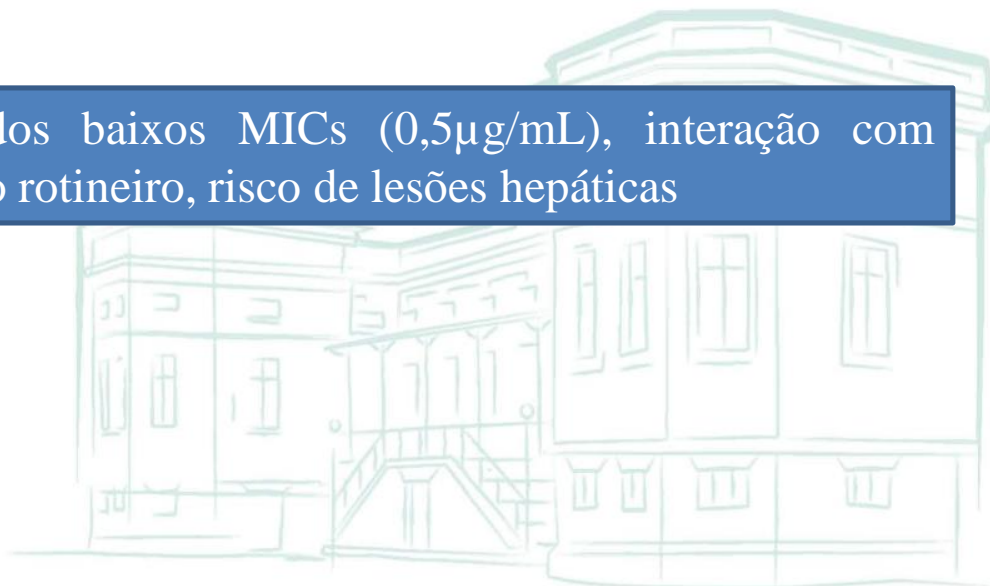 dos baixos MICs (0,5µg/mL), interação com
rotineiro, risco de lesões hepáticas